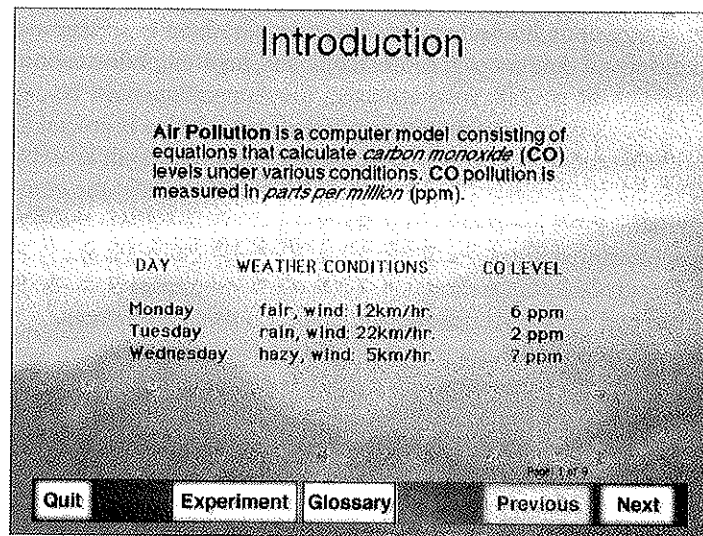 Introduction
Air Pollution is a computer model consisting of
equations that calculate carbon monoxide (CO)
levels under various conditions. CO pollution is
measured in parts per million (ppm).
DAY WEATHER CONDITIONS CO LEVEL
Monday fair, wind: 12km/hr. 6 ppm
Tuesday rain, wind: 22km/hr. 2 ppm
Wednesday hazy, wind: 5km/hr. ? ppm
Page 1 of 9
Quit Experiment Glossary Previous Next